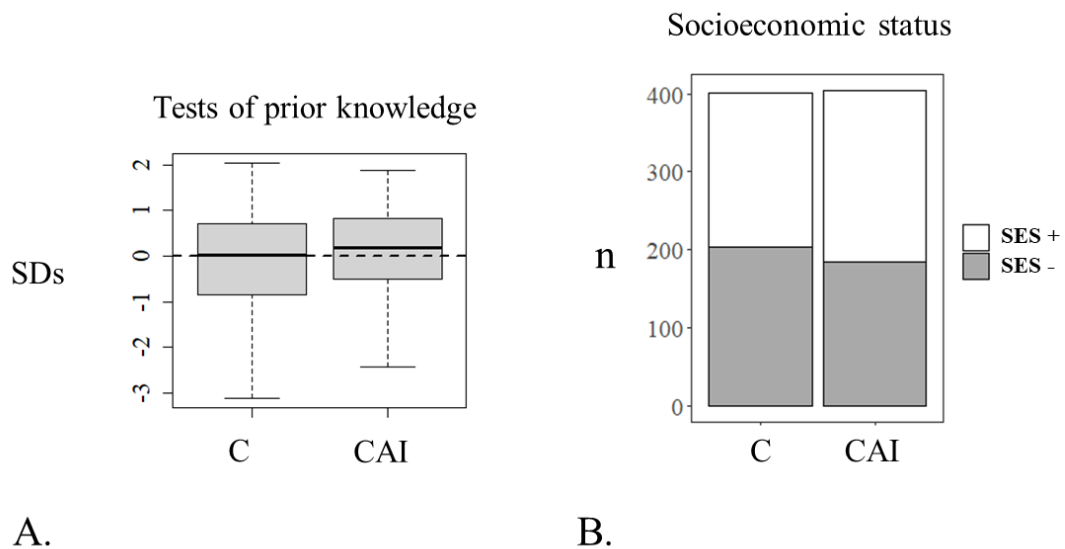 Tests of prior knowledge
SDs
2
1
0
-1
-2
-3
C CAI
A.
Socioeconomic status
n
400
300
200
100
0
C CAI
SES +
SES -
B.